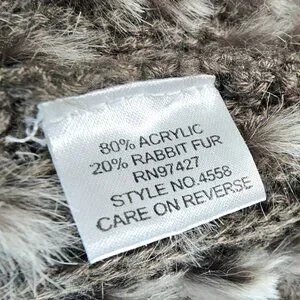 80% ACRYLIC
20% RABBIT FUR
RN97427
STYLE NO.4558
CARE ON REVERSE